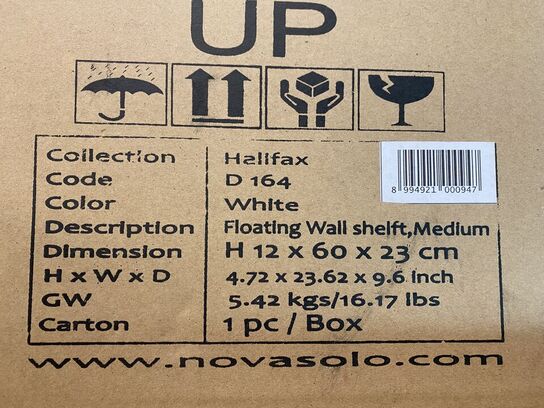 UP
Collection Halifax
Code D 164
Color White
Description Floating Wall shelft,Medium
Dimension H 12 x 60 x 23 cm
H x W x D 4.72 x 23.62 x 9.6 inch
GW 5.42 kgs/16.17 lbs
Carton 1 pc / Box
www.novasolo.com
8 994921 000947